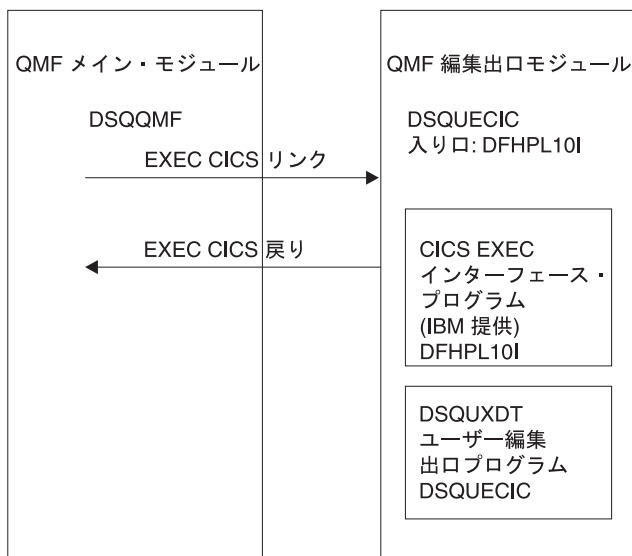 QMF メイン・モジュール
DSQQMF
EXEC CICS リンク
EXEC CICS 戻り
QMF 編集出口モジュール
DSQUECIC
入り口: DFHPL10I
CICS EXEC
インターフェース・
プログラム
(IBM 提供)
DFHPL10I
DSQUXDT
ユーザー編集
出口プログラム
DSQUECIC